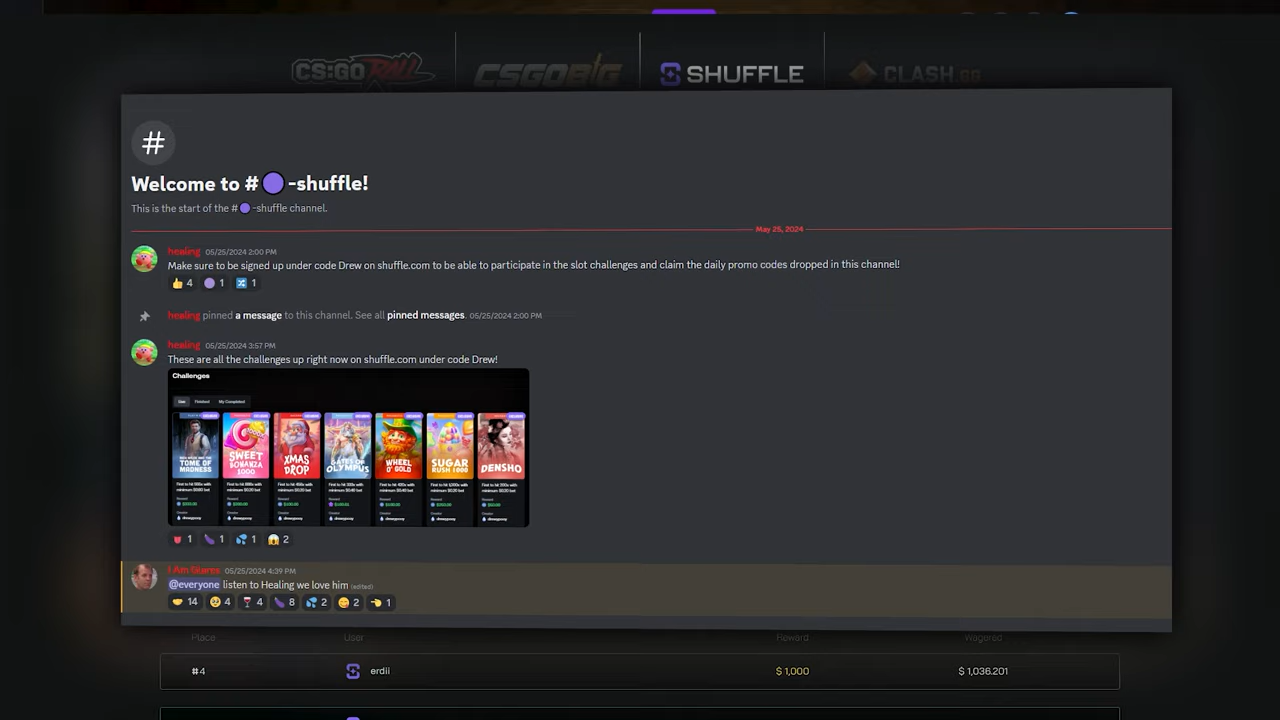 CS:GO ROLL
CSGOBIG
SHUFFLE
CLASH.GG
#
Welcome to # -shuffle!
This is the start of the # -shuffle channel.
May 25, 2024
healing 05/25/2024 2:00 PM
Make sure to be signed up under code Drew on shuffle.com to be able to participate in the slot challenges and claim the daily promo codes dropped in this channel!
4 1 1
healing pinned a message to this channel. See all pinned messages. 05/25/2024 2:00 PM
healing 05/25/2024 3:57 PM
These are all the challenges up right now on shuffle.com under code Drew!
Challenges
Finished My Completed
TOME OF MADNESS
SWEET BONANZA 1000
XMAS DROP
GATES OF OLYMPUS
WHEEL O' GOLD
SUGAR RUSH 1000
DENSHO
1 1 1 2
I Am Giures 05/25/2024 4:39 PM
@everyone listen to Healing we love him (edited)
14 4 4 8 2 2 1
Place User Reward Wagered
#4 erdii $ 1,000 $ 1,036.201